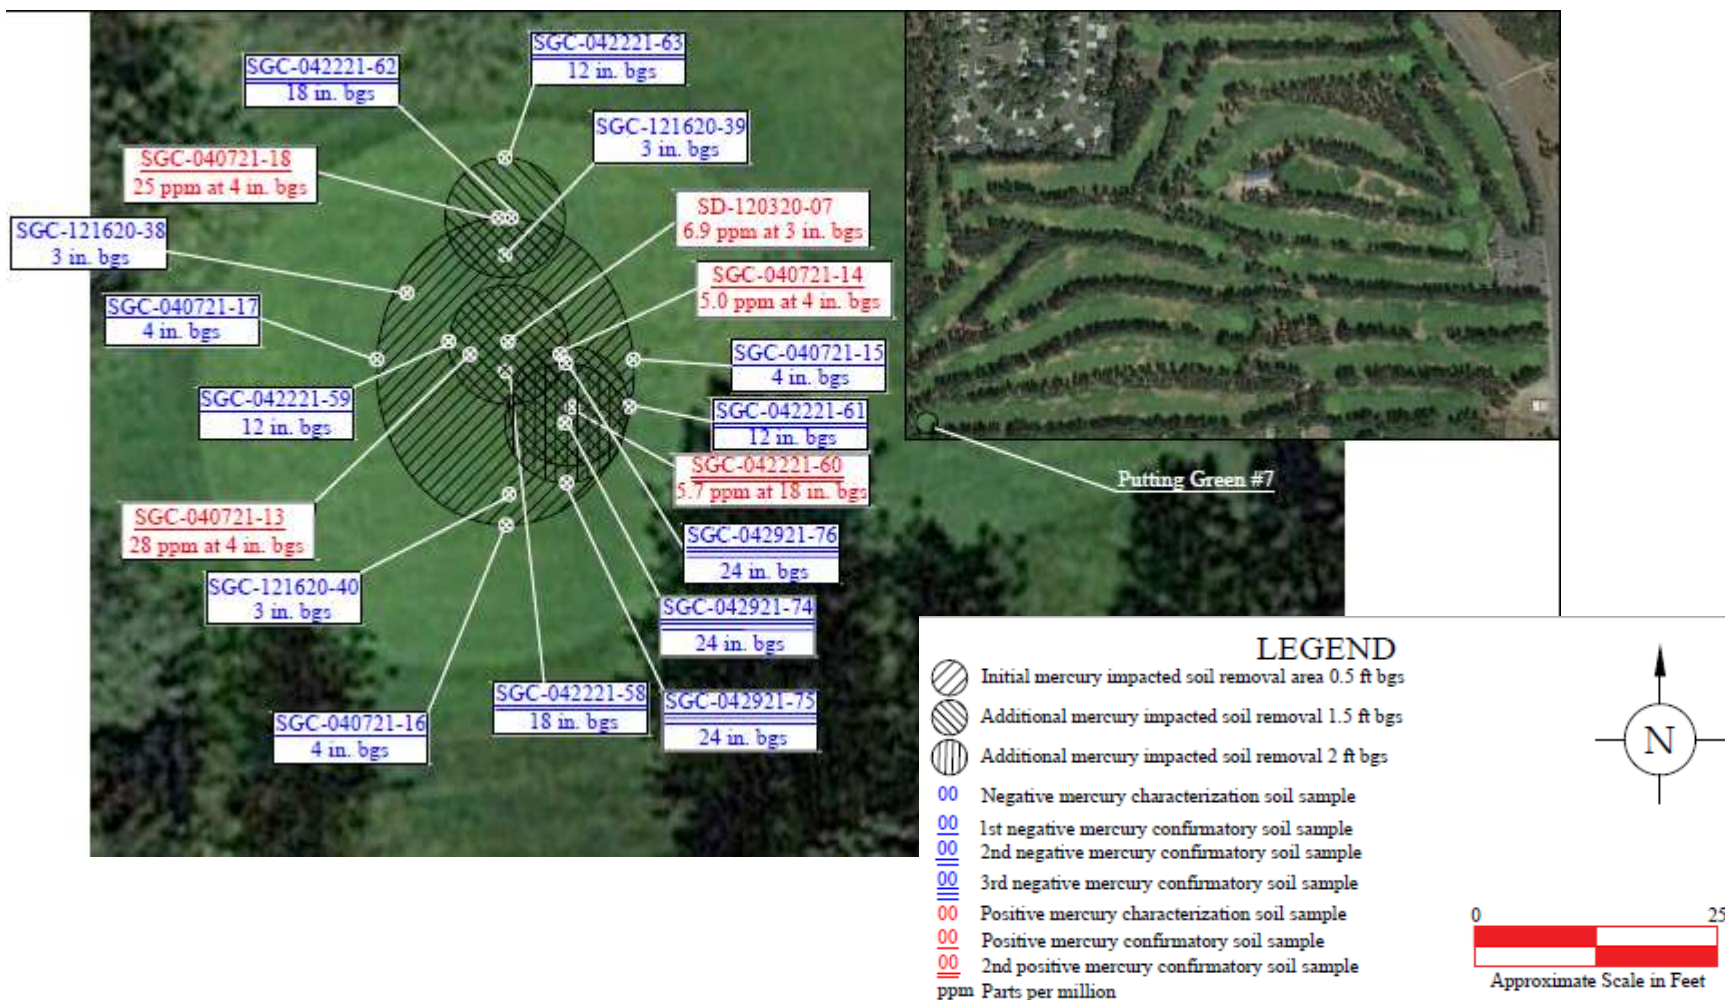 SGC-042221-63
12 in. bgs
SGC-042221-62
18 in. bgs
SGC-121620-39
3 in. bgs
SGC-040721-18
25 ppm at 4 in. bgs
SD-120320-07
6.9 ppm at 3 in. bgs
SGC-121620-38
3 in. bgs
SGC-040721-14
5.0 ppm at 4 in. bgs
SGC-040721-17
4 in. bgs
SGC-040721-15
4 in. bgs
SGC-042221-59
12 in. bgs
SGC-042221-61
12 in. bgs
SGC-042221-60
5.7 ppm at 18 in. bgs
SGC-040721-13
28 ppm at 4 in. bgs
SGC-042921-76
24 in. bgs
SGC-121620-40
3 in. bgs
SGC-042921-74
24 in. bgs
SGC-042221-58
18 in. bgs
SGC-042921-75
24 in. bgs
SGC-040721-16
4 in. bgs
Putting Green #7
LEGEND
Initial mercury impacted soil removal area 0.5 ft bgs
Additional mercury impacted soil removal 1.5 ft bgs
Additional mercury impacted soil removal 2 ft bgs
00 Negative mercury characterization soil sample
00 1st negative mercury confirmatory soil sample
00 2nd negative mercury confirmatory soil sample
00 3rd negative mercury confirmatory soil sample
00 Positive mercury characterization soil sample
00 Positive mercury confirmatory soil sample
00 2nd positive mercury confirmatory soil sample
ppm Parts per million
N
0 25
Approximate Scale in Feet